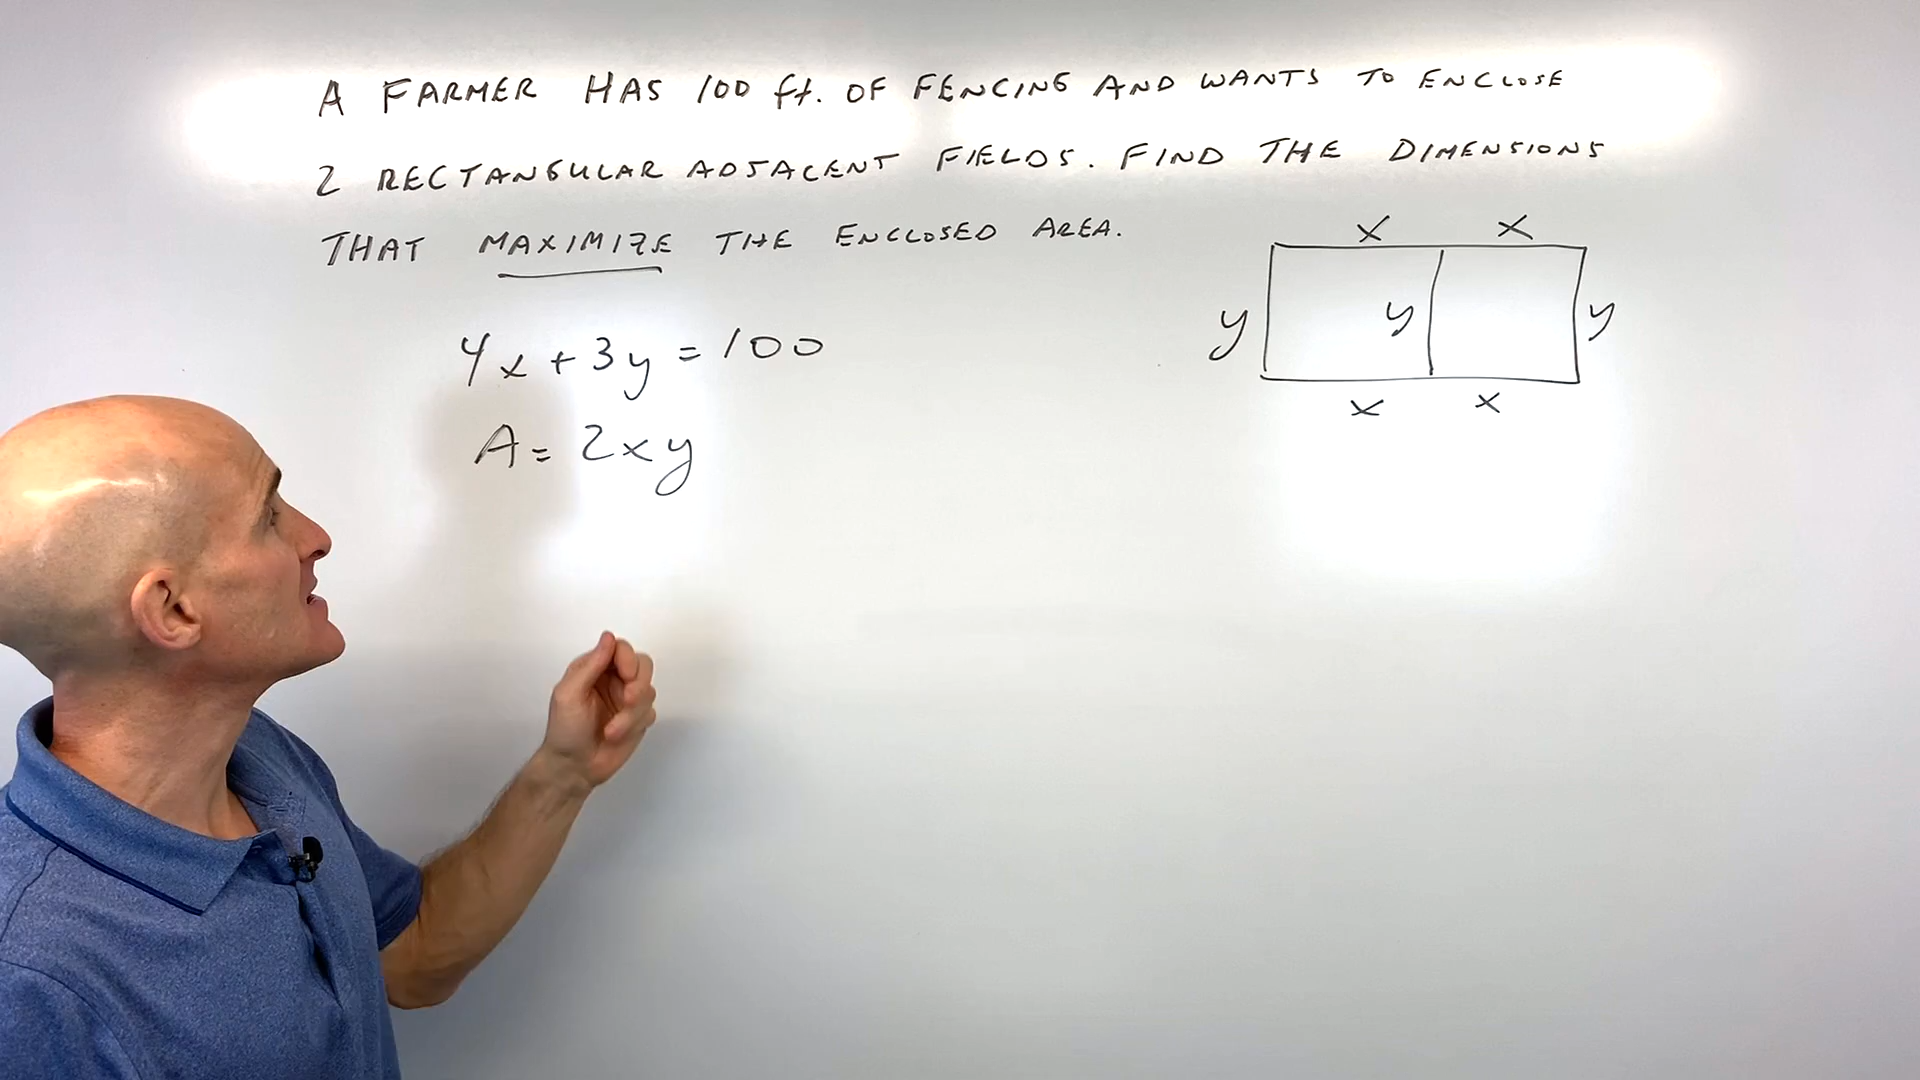 A FARMER HAS 100 ft. OF FENCING AND WANTS TO ENCLOSE
2 RECTANGULAR ADJACENT FIELDS. FIND THE DIMENSIONS
THAT MAXIMIZE THE ENCLOSED AREA.
x x
y y y
x x
4x + 3y = 100
A = 2xy